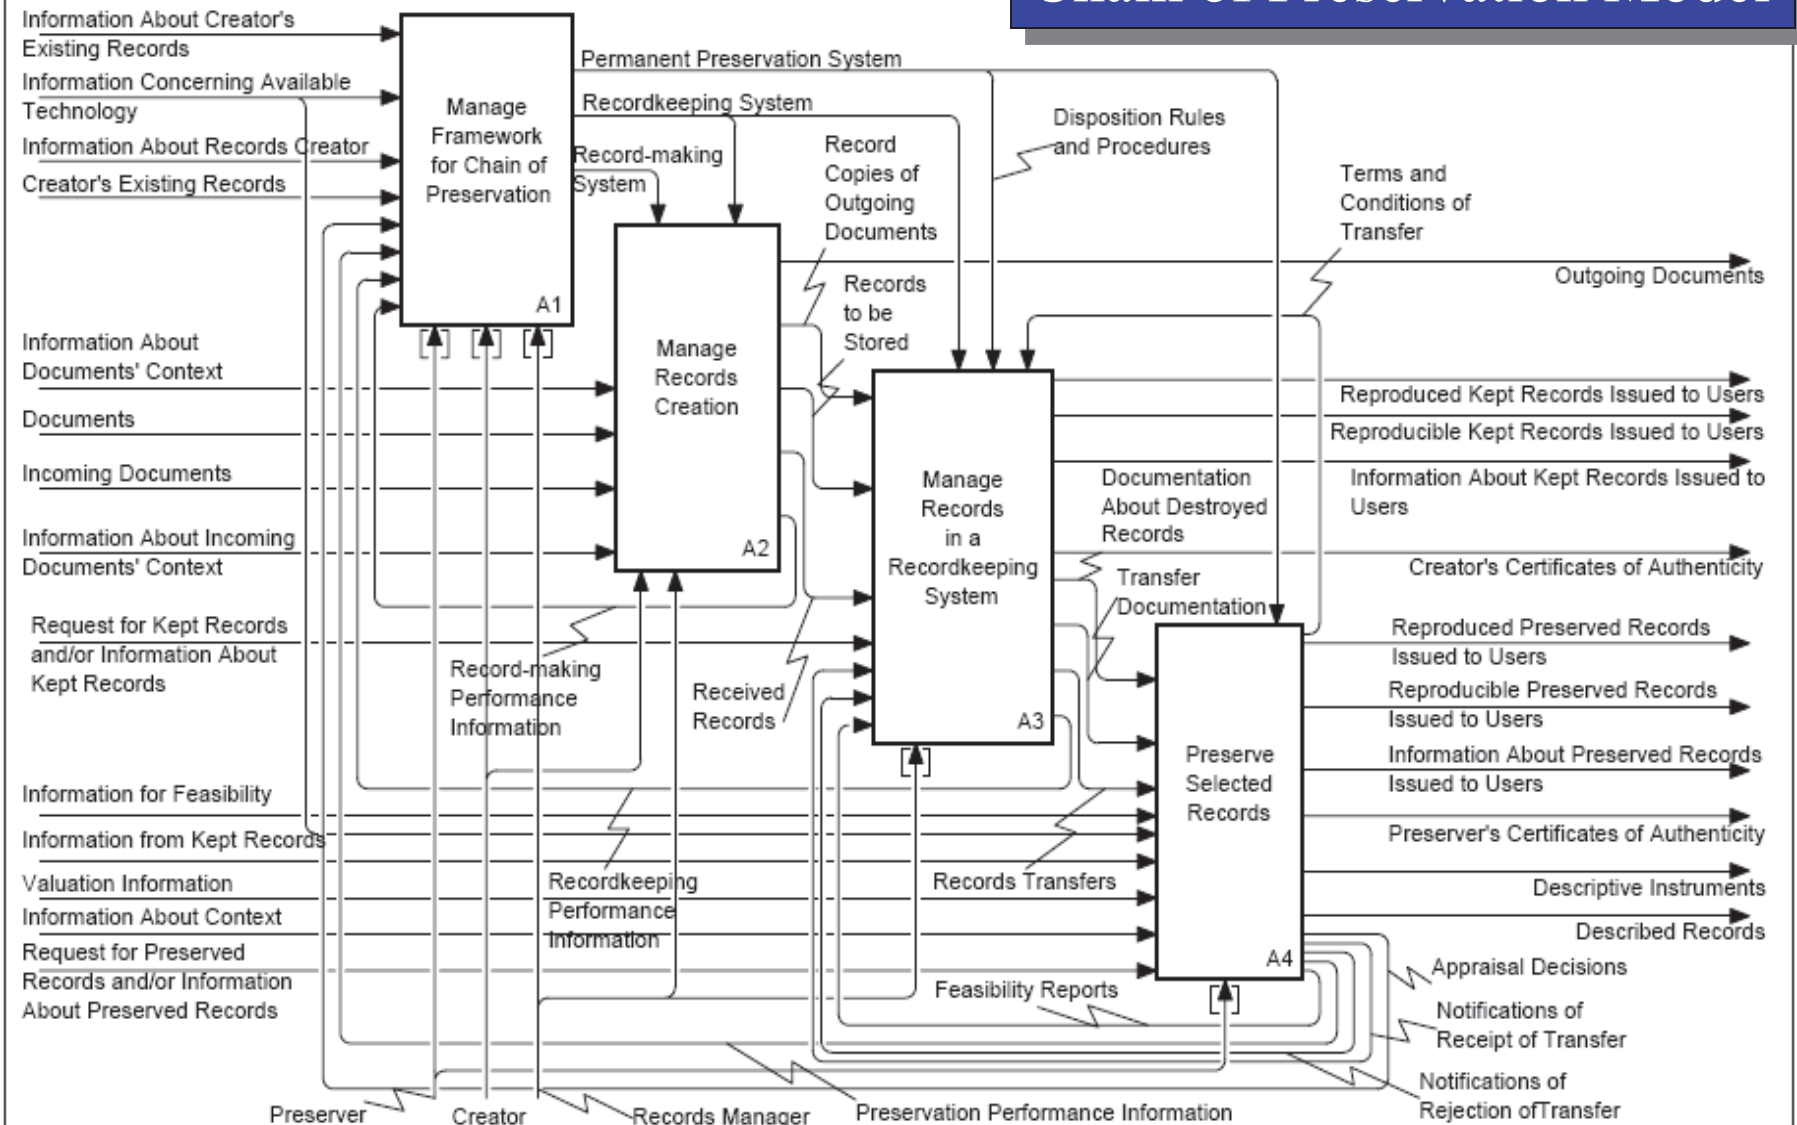 Chain of Preservation Model
Information About Creator's
Existing Records
Information Concerning Available
Technology
Information About Records Creator
Creator's Existing Records
Manage
Framework
for Chain of
Preservation
A1
Permanent Preservation System
Recordkeeping System
Record-making
System
Record
Copies of
Outgoing
Documents
Disposition Rules
and Procedures
Terms and
Conditions of
Transfer
Outgoing Documents
Records
to be
Stored
Information About
Documents' Context
Documents
Incoming Documents
Information About Incoming
Documents' Context
Manage
Records
Creation
A2
Reproduced Kept Records Issued to Users
Reproducible Kept Records Issued to Users
Information About Kept Records Issued to
Users
Creator's Certificates of Authenticity
Manage
Records
in a
Recordkeeping
System
A3
Documentation
About Destroyed
Records
Transfer
Documentation
Request for Kept Records
and/or Information About
Kept Records
Record-making
Performance
Information
Received
Records
Reproduced Preserved Records
Issued to Users
Reproducible Preserved Records
Issued to Users
Information About Preserved Records
Issued to Users
Preserver's Certificates of Authenticity
Descriptive Instruments
Described Records
Preserve
Selected
Records
A4
Information for Feasibility
Information from Kept Records
Valuation Information
Information About Context
Request for Preserved
Records and/or Information
About Preserved Records
Recordkeeping
Performance
Information
Records Transfers
Feasibility Reports
Appraisal Decisions
Notifications of
Receipt of Transfer
Notifications of
Rejection ofTransfer
Preserver
Creator
Records Manager
Preservation Performance Information